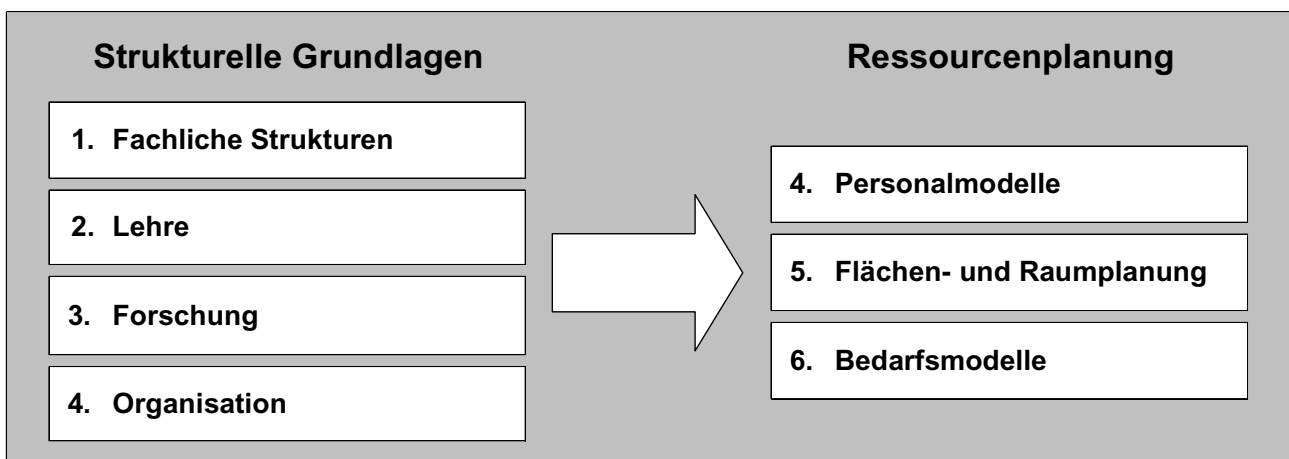 Strukturelle Grundlagen
1. Fachliche Strukturen
2. Lehre
3. Forschung
4. Organisation
Ressourcenplanung
4. Personalmodelle
5. Flächen- und Raumplanung
6. Bedarfsmodelle